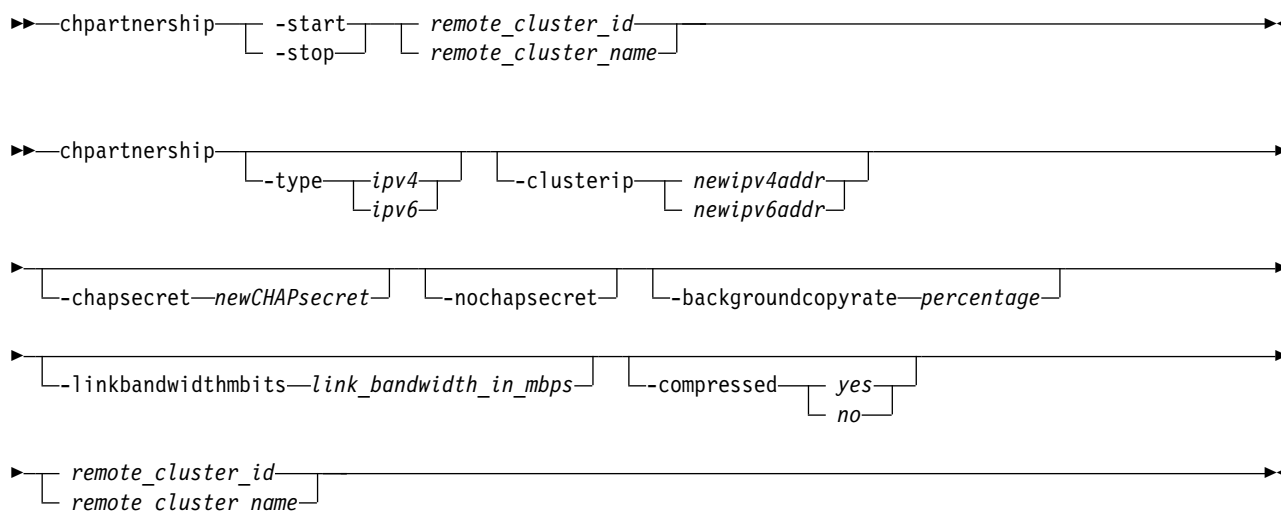 chpartnership -start remote_cluster_id
-stop remote_cluster_name
chpartnership
-type ipv4 -clusterip newipv4addr
ipv6 newipv6addr
-chapsecret newCHAPsecret -nochapsecret -backgroundcopyrate percentage
-linkbandwidthmbits link_bandwidth_in_mbps -compressed yes
no
remote_cluster_id
remote_cluster_name